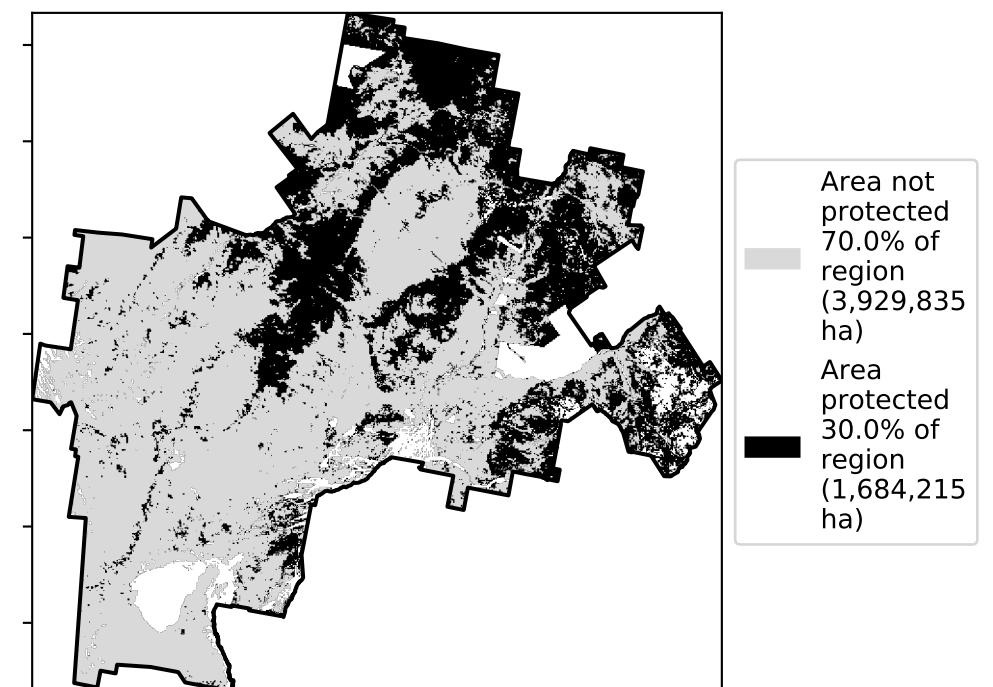 Area not
protected
70.0% of
region
(3,929,835
ha)
Area
protected
30.0% of
region
(1,684,215
ha)